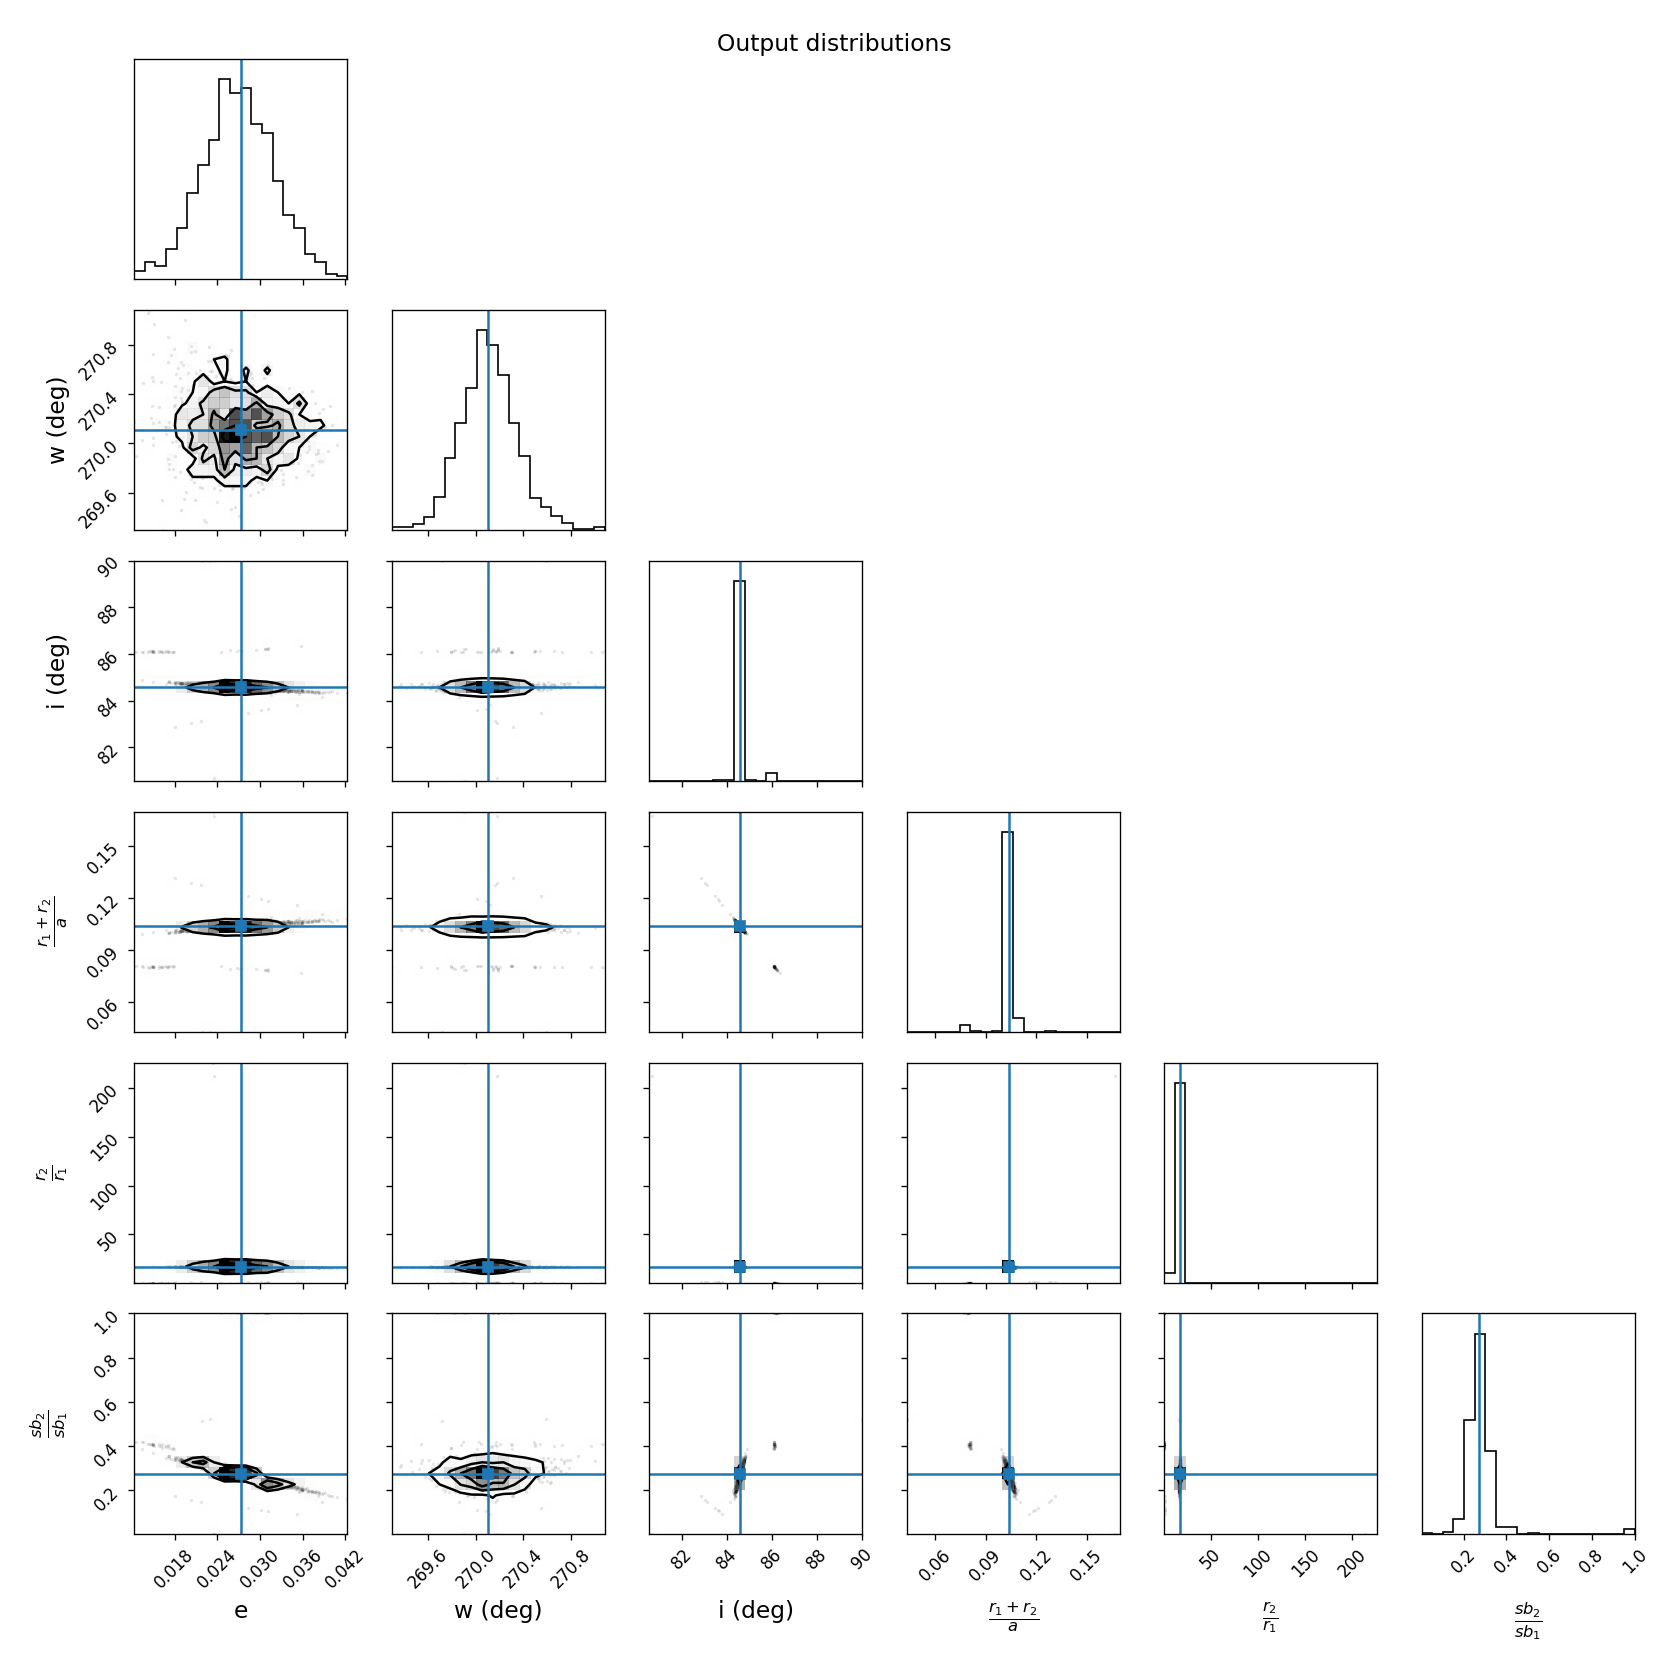 Output distributions
w (deg)
270.8
270.4
270.0
269.6
i (deg)
90
88
86
84
82
r1 + r2
a
0.15
0.12
0.09
0.06
r2
r1
200
150
100
50
sb2
sb1
1.0
0.8
0.6
0.4
0.2
0.018 0.024 0.030 0.036 0.042 269.6 270.0 270.4 270.8 82 84 86 88 90 0.06 0.09 0.12 0.15 50 100 150 200 0.2 0.4 0.6 0.8 1.0
e w (deg) i (deg)
r1 + r2
a
r2
r1
sb2
sb1